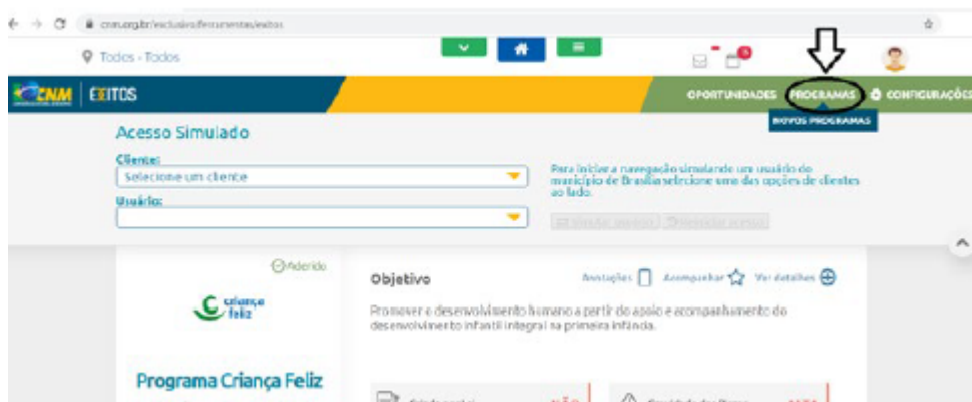 cnm.org.br/exclusivo/ferramentas/exitos
Todos - Todos
CNM ÊXITOS
OPORTUNIDADES PROGRAMAS CONFIGURAÇÕES
NOVOS PROGRAMAS
Acesso Simulado
Cliente:
Selecione um cliente
Usuário:
Para iniciar a navegação simulando um usuário do
município de Brasília selecione uma das opções de clientes
ao lado.
Aderido
criança
feliz
Programa Criança Feliz
Objetivo
Anotações Acompanhar Ver detalhes
Promover o desenvolvimento humano a partir do apoio e acompanhamento do
desenvolvimento infantil integral na primeira infância.
NÃO